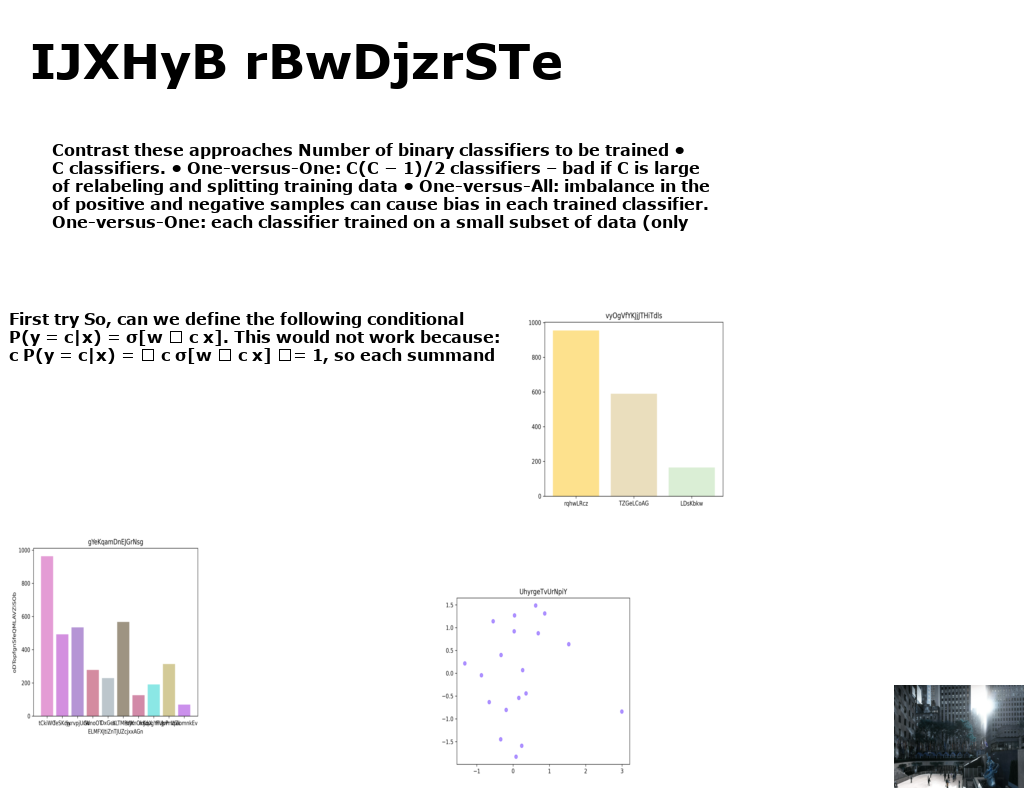 IJXHyB rBwDjzrSTe
Contrast these approaches Number of binary classifiers to be trained •
C classifiers. • One-versus-One: C(C − 1)/2 classifiers – bad if C is large
of relabeling and splitting training data • One-versus-All: imbalance in the
of positive and negative samples can cause bias in each trained classifier.
One-versus-One: each classifier trained on a small subset of data (only
First try So, can we define the following conditional
P(y = c|x) = σ[w □ c x]. This would not work because:
c P(y = c|x) = □ c σ[w □ c x] □= 1, so each summand
1000
800
600
400
200
0
rqhwLRcz TZGeLCoAG LDsKbkw
gYeKqamDnEJGrNsg
1000
800
600
400
200
0
UhyrgeTvUrNpiY
1.5
1.0
0.5
0.0
−0.5
−1.0
−1.5
−1 0 1 2 3